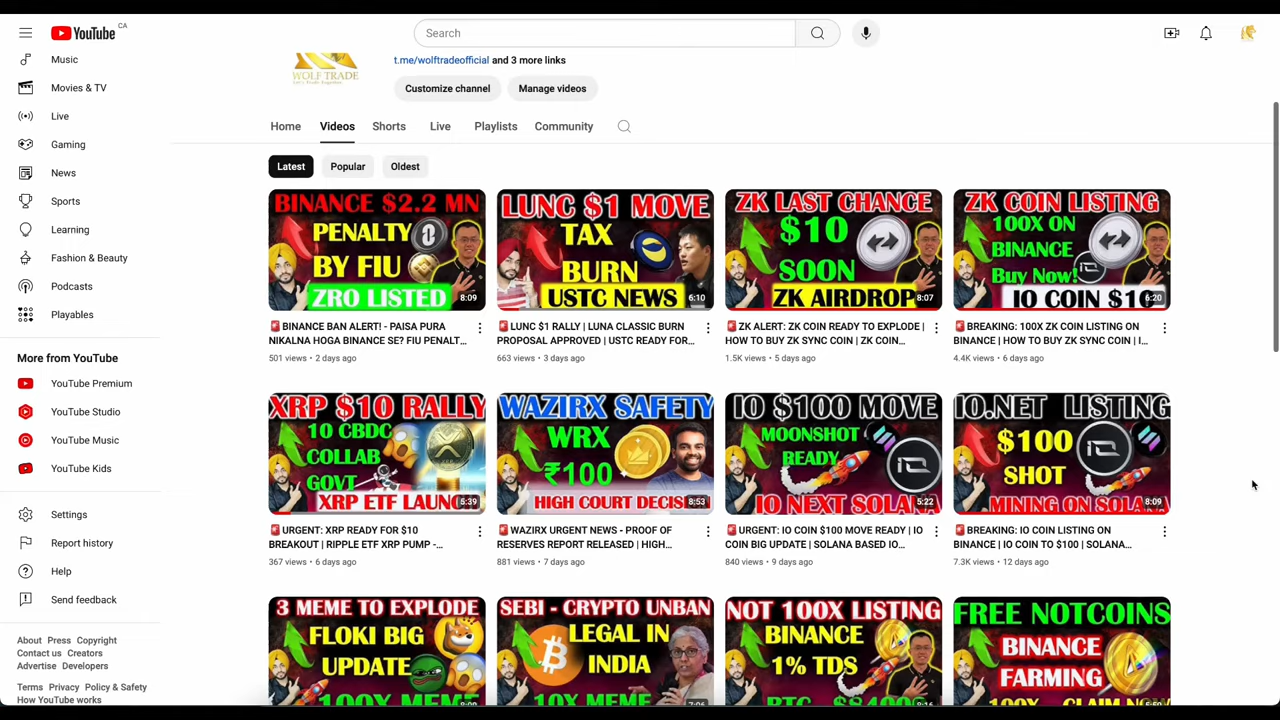 YouTube CA
Search
Music
Movies & TV
Live
Gaming
News
Sports
Learning
Fashion & Beauty
Podcasts
Playables
More from YouTube
YouTube Premium
YouTube Studio
YouTube Music
YouTube Kids
Settings
Report history
Help
Send feedback
About Press Copyright
Contact us Creators
Advertise Developers
Terms Privacy Policy & Safety
How YouTube works
WOLF TRADE
t.me/wolftradeofficial and 3 more links
Customize channel Manage videos
Home Videos Shorts Live Playlists Community
Latest Popular Oldest
BINANCE $2.2 MN
PENALTY
BY FIU
ZRO LISTED
8:09
🚨BINANCE BAN ALERT! - PAISA PURA
NIKALNA HOGA BINANCE SE? FIU PENALT...
501 views • 2 days ago
LUNC $1 MOVE
TAX
BURN
USTC NEWS
6:10
🚨LUNC $1 RALLY | LUNA CLASSIC BURN
PROPOSAL APPROVED | USTC READY FOR...
663 views • 3 days ago
ZK LAST CHANCE
$10
SOON
ZK AIRDROP
8:07
🚨ZK ALERT: ZK COIN READY TO EXPLODE |
HOW TO BUY ZK SYNC COIN | ZK COIN...
1.5K views • 5 days ago
ZK COIN LISTING
100X ON
BINANCE
Buy Now!
IO COIN $10
6:20
🚨BREAKING: 100X ZK COIN LISTING ON
BINANCE | HOW TO BUY ZK SYNC COIN | I...
4.4K views • 6 days ago
XRP $10 RALLY
10 CBDC
COLLAB
GOVT
XRP ETF LAUN
5:39
🚨URGENT: XRP READY FOR $10
BREAKOUT | RIPPLE ETF XRP PUMP -...
367 views • 6 days ago
WAZIRX SAFETY
WRX
₹100
HIGH COURT DECIS
8:53
🚨WAZIRX URGENT NEWS - PROOF OF
RESERVES REPORT RELEASED | HIGH...
881 views • 7 days ago
IO $100 MOVE
MOONSHOT
READY
IO NEXT SOLANA
5:22
🚨URGENT: IO COIN $100 MOVE READY | IO
COIN BIG UPDATE | SOLANA BASED IO...
840 views • 9 days ago
IO.NET LISTING
$100
SHOT
MINING ON SOLANA
8:09
🚨BREAKING: IO COIN LISTING ON
BINANCE | IO COIN TO $100 | SOLANA...
7.3K views • 12 days ago
3 MEME TO EXPLODE
FLOKI BIG
UPDATE
100X MEME
SEBI - CRYPTO UNBAN
LEGAL IN
INDIA
10X MEME
NOT 100X LISTING
BINANCE
1% TDS
FREE NOTCOINS
BINANCE
FARMING